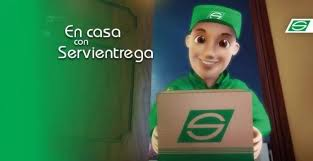 En casa
con
Servientrega